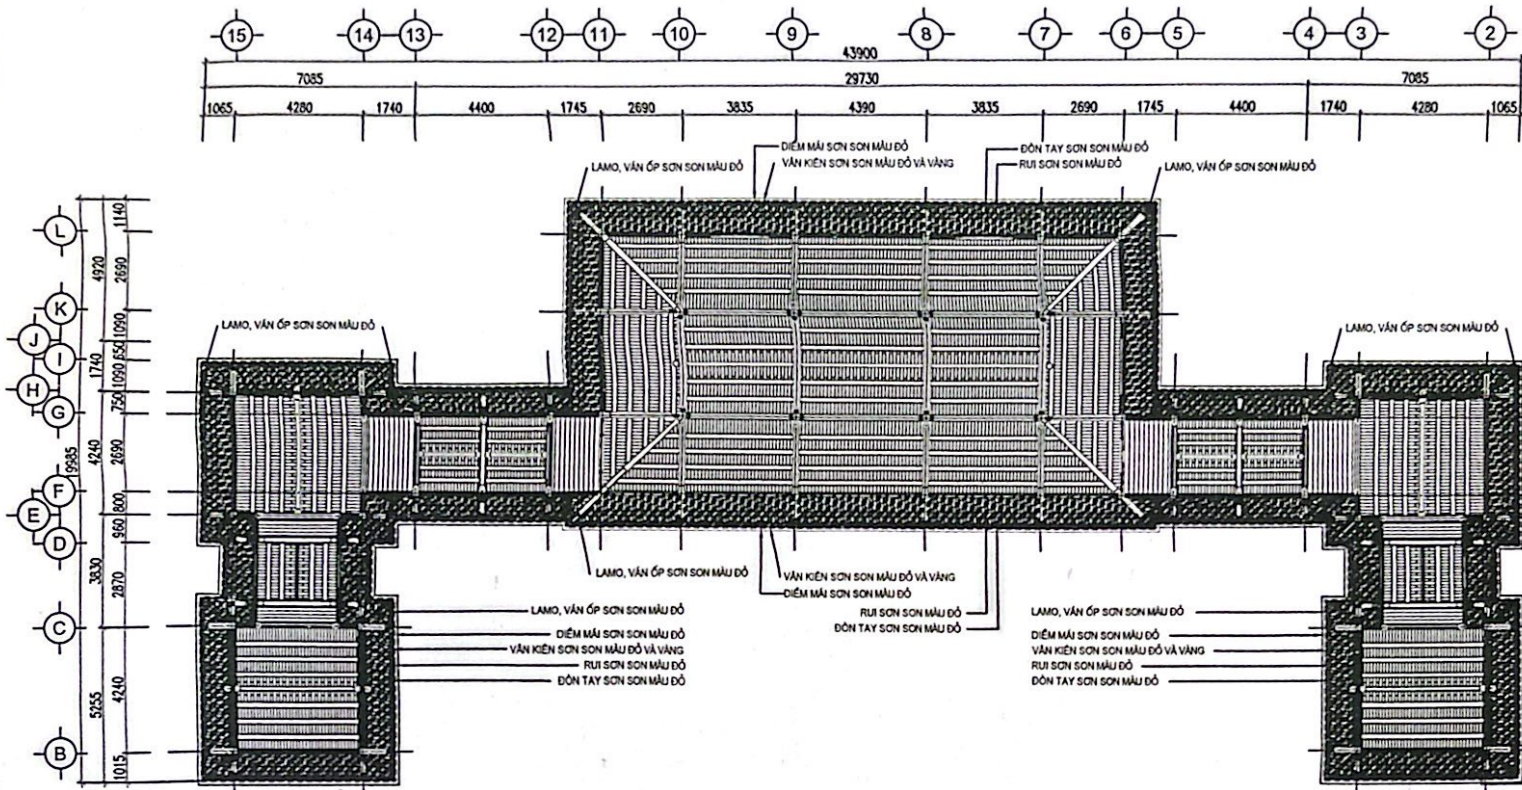 15 14 13 12 11 10 9 8 7 6 5 4 3 2
43900
7085 29730 7085
1065 4280 1740 4400 1745 2690 3835 4390 3835 2690 1745 4400 1740 4280 1065
DIỀM MÁI SƠN SON MÀU ĐỎ
ĐÒN TAY SƠN SON MÀU ĐỎ
LAMO, VÁN ỐP SƠN SON MÀU ĐỎ
VÁN KIÊN SƠN SON MÀU ĐỎ VÀ VÀNG
RUI SƠN SON MÀU ĐỎ
LAMO, VÁN ỐP SƠN SON MÀU ĐỎ
L
K
J
I
H
G
F
E
D
C
B
4920
1740
4240
3830
5255
19985
1140
2690
1090
650
1090
750
2690
800
960
2870
4240
1015
LAMO, VÁN ỐP SƠN SON MÀU ĐỎ
LAMO, VÁN ỐP SƠN SON MÀU ĐỎ
LAMO, VÁN ỐP SƠN SON MÀU ĐỎ
VÁN KIÊN SƠN SON MÀU ĐỎ VÀ VÀNG
DIỀM MÁI SƠN SON MÀU ĐỎ
RUI SƠN SON MÀU ĐỎ
ĐÒN TAY SƠN SON MÀU ĐỎ
LAMO, VÁN ỐP SƠN SON MÀU ĐỎ
DIỀM MÁI SƠN SON MÀU ĐỎ
VÁN KIÊN SƠN SON MÀU ĐỎ VÀ VÀNG
RUI SƠN SON MÀU ĐỎ
ĐÒN TAY SƠN SON MÀU ĐỎ
LAMO, VÁN ỐP SƠN SON MÀU ĐỎ
DIỀM MÁI SƠN SON MÀU ĐỎ
VÁN KIÊN SƠN SON MÀU ĐỎ VÀ VÀNG
RUI SƠN SON MÀU ĐỎ
ĐÒN TAY SƠN SON MÀU ĐỎ